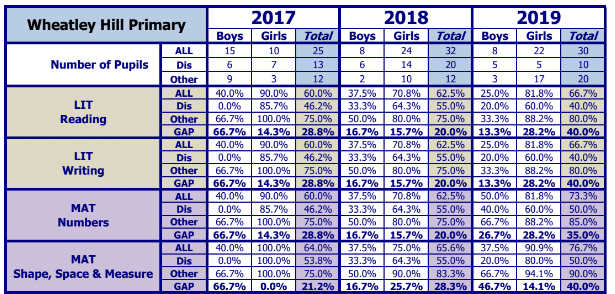 Wheatley Hill Primary 2017 2018 2019
Boys Girls Total Boys Girls Total Boys Girls Total
Number of Pupils
ALL 15 10 25 8 24 32 8 22 30
Dis 6 7 13 6 14 20 5 5 10
Other 9 3 12 2 10 12 3 17 20
LIT Reading
ALL 40.0% 90.0% 60.0% 37.5% 70.8% 62.5% 25.0% 81.8% 66.7%
Dis 0.0% 85.7% 46.2% 33.3% 64.3% 55.0% 20.0% 60.0% 40.0%
Other 66.7% 100.0% 75.0% 50.0% 80.0% 75.0% 33.3% 88.2% 80.0%
GAP 66.7% 14.3% 28.8% 16.7% 15.7% 20.0% 13.3% 28.2% 40.0%
LIT Writing
ALL 40.0% 90.0% 60.0% 37.5% 70.8% 62.5% 25.0% 81.8% 66.7%
Dis 0.0% 85.7% 46.2% 33.3% 64.3% 55.0% 20.0% 60.0% 40.0%
Other 66.7% 100.0% 75.0% 50.0% 80.0% 75.0% 33.3% 88.2% 80.0%
GAP 66.7% 14.3% 28.8% 16.7% 15.7% 20.0% 13.3% 28.2% 40.0%
MAT Numbers
ALL 40.0% 90.0% 60.0% 37.5% 70.8% 62.5% 50.0% 81.8% 73.3%
Dis 0.0% 85.7% 46.2% 33.3% 64.3% 55.0% 40.0% 60.0% 50.0%
Other 66.7% 100.0% 75.0% 50.0% 80.0% 75.0% 66.7% 88.2% 85.0%
GAP 66.7% 14.3% 28.8% 16.7% 15.7% 20.0% 26.7% 28.2% 35.0%
MAT Shape, Space & Measure
ALL 40.0% 100.0% 64.0% 37.5% 75.0% 65.6% 37.5% 90.9% 76.7%
Dis 0.0% 100.0% 53.8% 33.3% 64.3% 55.0% 20.0% 80.0% 50.0%
Other 66.7% 100.0% 75.0% 50.0% 90.0% 83.3% 66.7% 94.1% 90.0%
GAP 66.7% 0.0% 21.2% 16.7% 25.7% 28.3% 46.7% 14.1% 40.0%